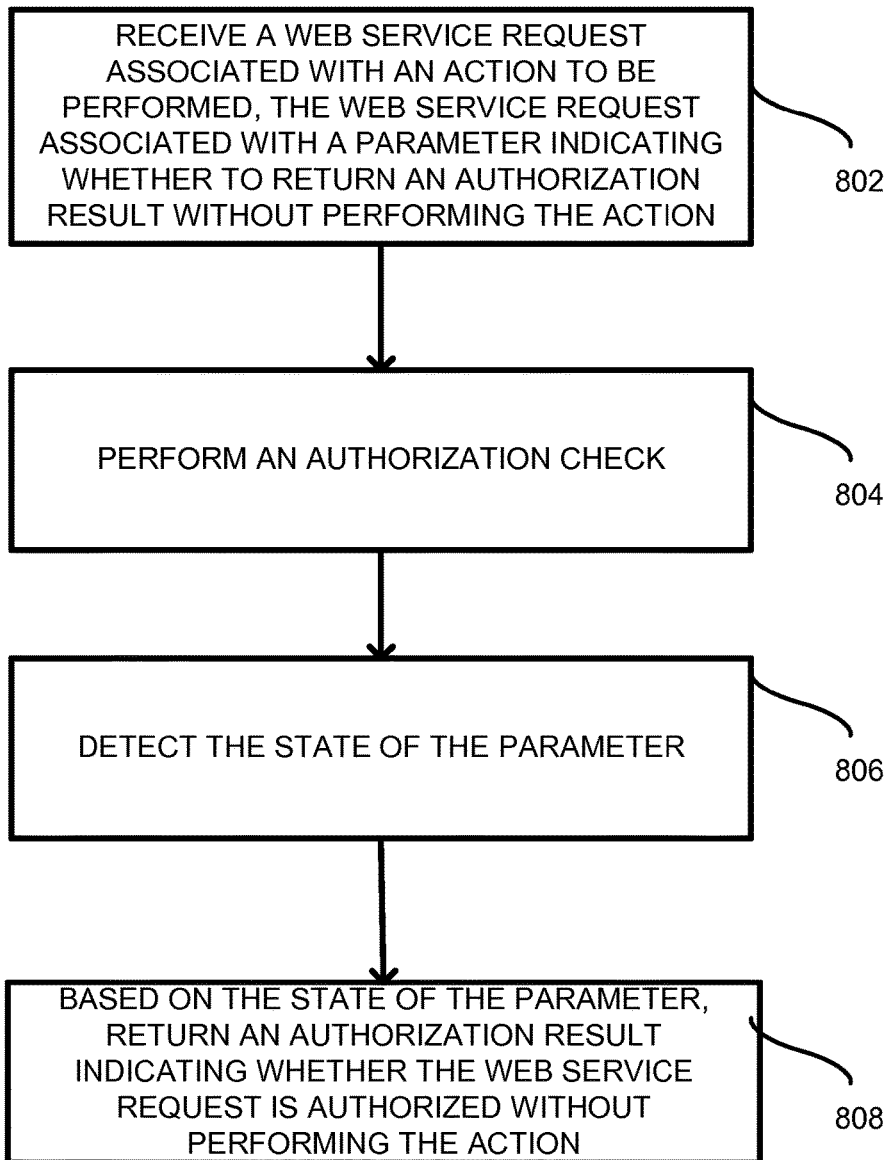 RECEIVE A WEB SERVICE REQUEST
ASSOCIATED WITH AN ACTION TO BE
PERFORMED, THE WEB SERVICE REQUEST
ASSOCIATED WITH A PARAMETER INDICATING
WHETHER TO RETURN AN AUTHORIZATION
RESULT WITHOUT PERFORMING THE ACTION
802
PERFORM AN AUTHORIZATION CHECK
804
DETECT THE STATE OF THE PARAMETER
806
BASED ON THE STATE OF THE PARAMETER,
RETURN AN AUTHORIZATION RESULT
INDICATING WHETHER THE WEB SERVICE
REQUEST IS AUTHORIZED WITHOUT
PERFORMING THE ACTION
808